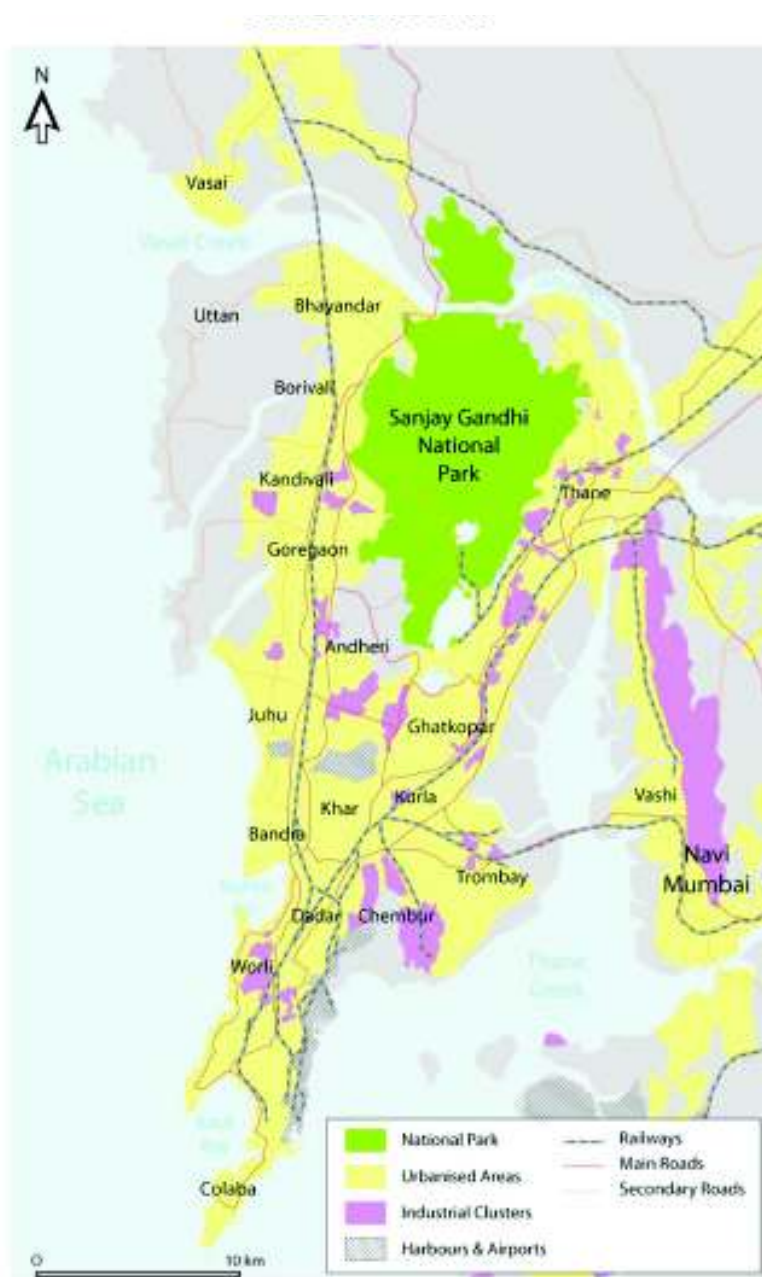 N
Vasai
Vasai Creek
Uttan
Bhayandar
Borivali
Sanjay Gandhi
National
Park
Kandivali
Thane
Goregaon
Andheri
Juhu
Ghatkopar
Arabian
Sea
Khar
Kurla
Vashi
Bandra
Trombay
Navi
Mumbai
Dadar
Chembur
Worli
Thane
Creek
Colaba
National Park
Urbanised Areas
Industrial Clusters
Harbours & Airports
Railways
Main Roads
Secondary Roads
O
10 km